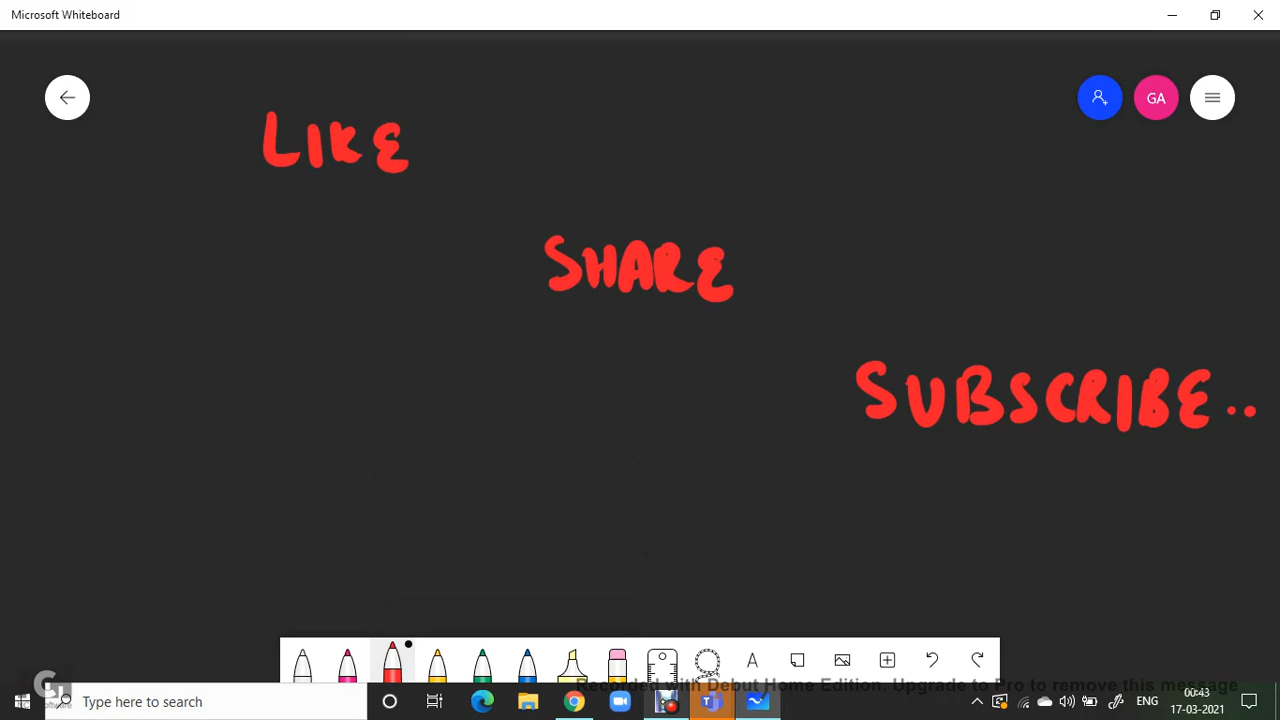 Microsoft Whiteboard
GA
LIKE
SHARE
SUBSCRIBE..
A
Recorded with Debut Home Edition. Upgrade to Pro to remove this message
Software
Type here to search
ENG
00:43
17-03-2021